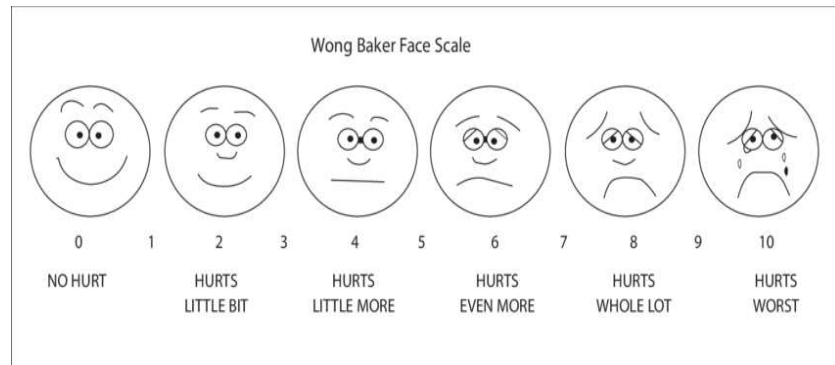 Wong Baker Face Scale
0 1 2 3 4 5 6 7 8 9 10
NO HURT HURTS HURTS HURTS HURTS HURTS
LITTLE BIT LITTLE MORE EVEN MORE WHOLE LOT WORST